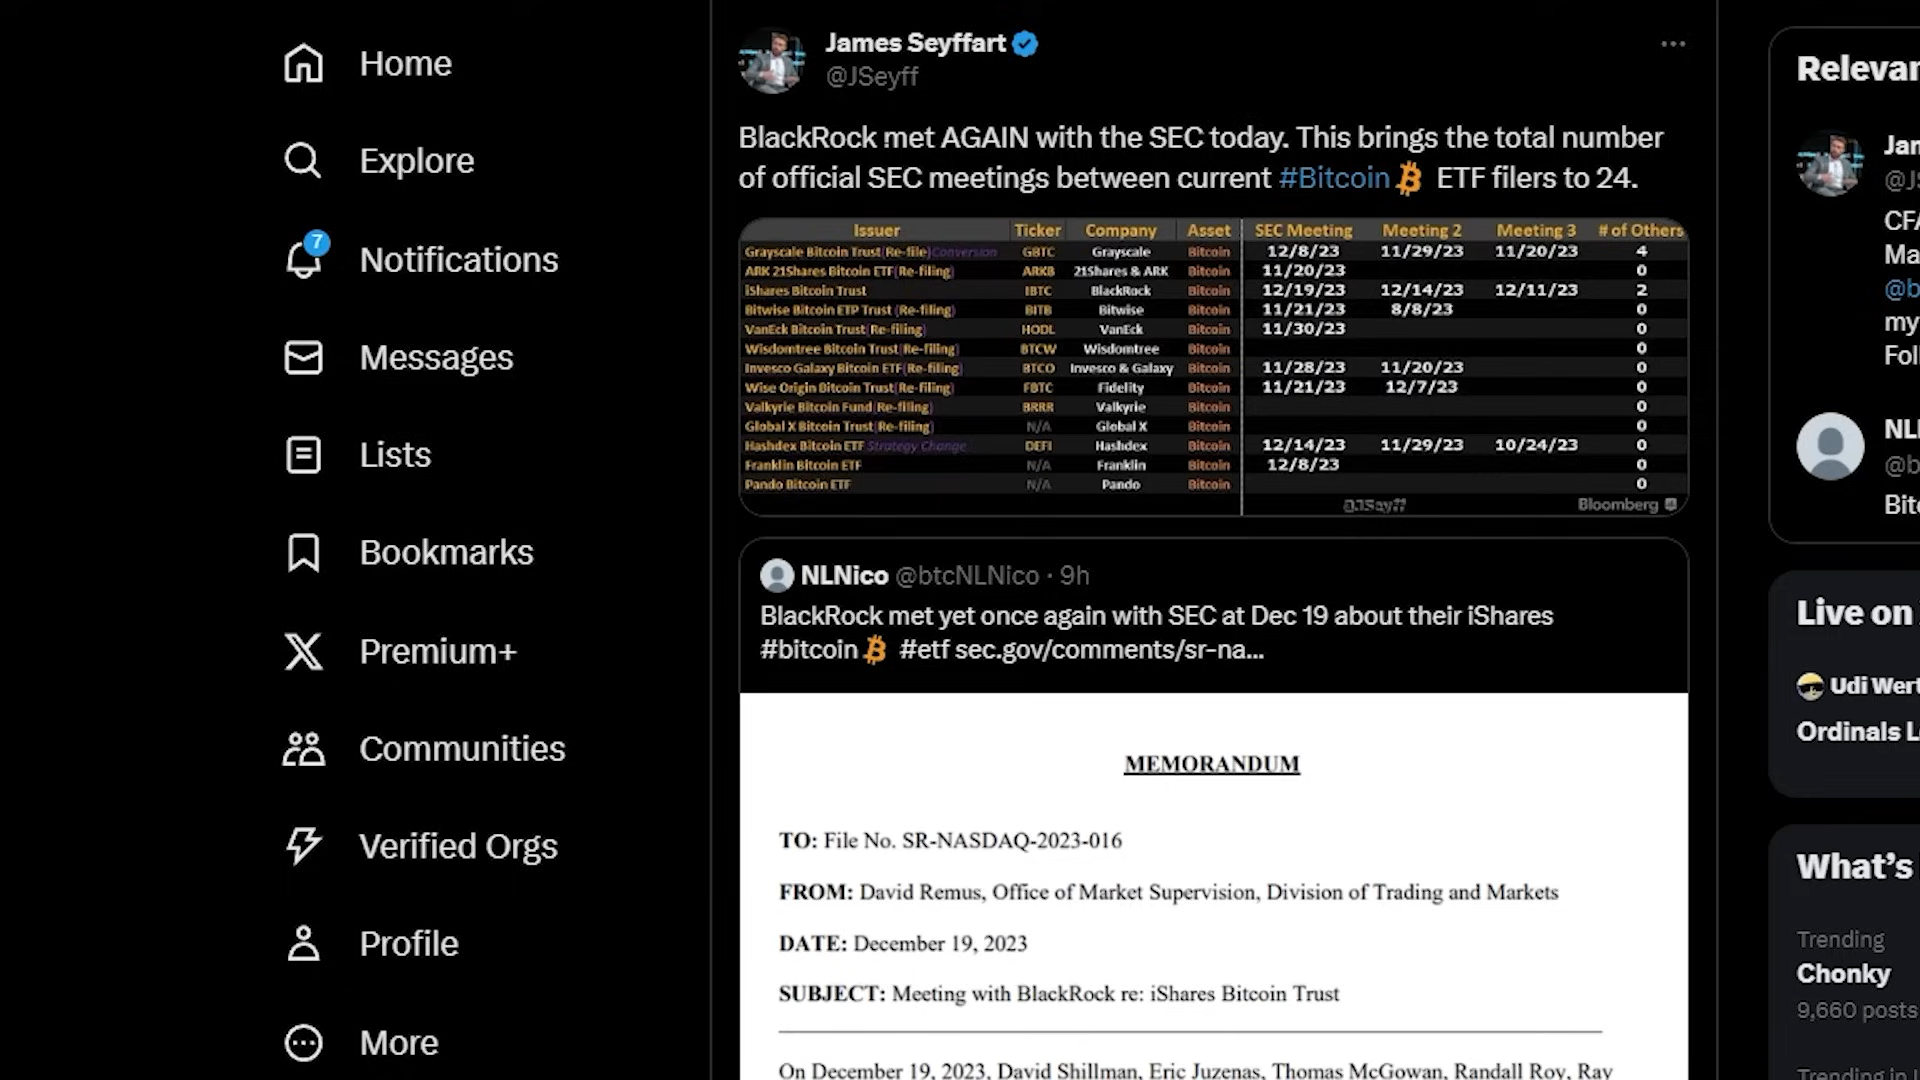 Home
Explore
7
Notifications
Messages
Lists
Bookmarks
Premium+
Communities
Verified Orgs
Profile
More
James Seyffart
@JSeyff
BlackRock met AGAIN with the SEC today. This brings the total number
of official SEC meetings between current #Bitcoin ETF filers to 24.
Issuer Ticker Company Asset SEC Meeting Meeting 2 Meeting 3 # of Others
Grayscale Bitcoin Trust (Re-file) Conversion GBTC Grayscale Bitcoin 12/8/23 11/29/23 11/20/23 4
ARK 21Shares Bitcoin ETF (Re-filing) ARKB 21Shares & ARK Bitcoin 11/20/23 0
iShares Bitcoin Trust IBTC BlackRock Bitcoin 12/19/23 12/14/23 12/11/23 2
Bitwise Bitcoin ETP Trust (Re-filing) BITB Bitwise Bitcoin 11/21/23 8/8/23 0
VanEck Bitcoin Trust (Re-filing) HODL VanEck Bitcoin 11/30/23 0
Wisdomtree Bitcoin Trust (Re-filing) BTCW Wisdomtree Bitcoin 0
Invesco Galaxy Bitcoin ETF (Re-filing) BTCO Invesco & Galaxy Bitcoin 11/28/23 11/20/23 0
Wise Origin Bitcoin Trust (Re-filing) FBTC Fidelity Bitcoin 11/21/23 12/7/23 0
Valkyrie Bitcoin Fund (Re-filing) BRRR Valkyrie Bitcoin 0
Global X Bitcoin Trust (Re-filing) N/A Global X Bitcoin 0
Hashdex Bitcoin ETF Strategy Change DEFI Hashdex Bitcoin 12/14/23 11/29/23 10/24/23 0
Franklin Bitcoin ETF N/A Franklin Bitcoin 12/8/23 0
Pando Bitcoin ETF N/A Pando Bitcoin 0
@JSeyff Bloomberg
NLNico @btcNLNico · 9h
BlackRock met yet once again with SEC at Dec 19 about their iShares
#bitcoin #etf sec.gov/comments/sr-na...
MEMORANDUM
TO: File No. SR-NASDAQ-2023-016
FROM: David Remus, Office of Market Supervision, Division of Trading and Markets
DATE: December 19, 2023
SUBJECT: Meeting with BlackRock re: iShares Bitcoin Trust
On December 19, 2023, David Shillman, Eric Juzenas, Thomas McGowan, Randall Roy, Ray
Relevan
Jan
@JS
CFA
Ma
@b
my
Foll
NLN
@b
Bitc
Live on
Udi Wert
Ordinals L
What's
Trending
Chonky
9,660 posts
Trending in